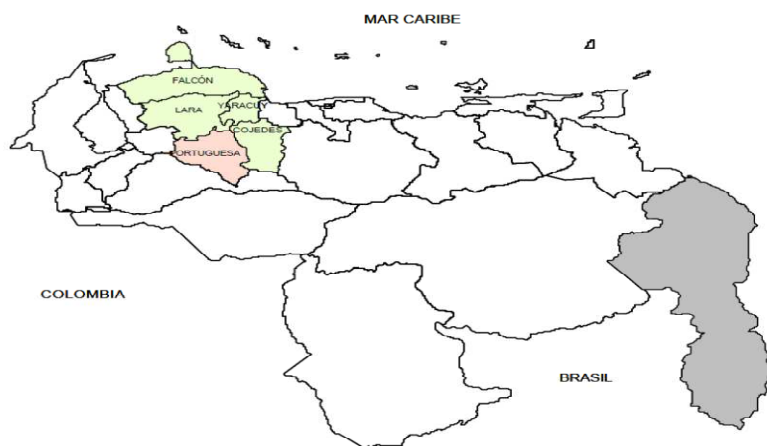 MAR CARIBE
FALCÓN
LARA
YARACUY
COJEDES
PORTUGUESA
COLOMBIA
BRASIL